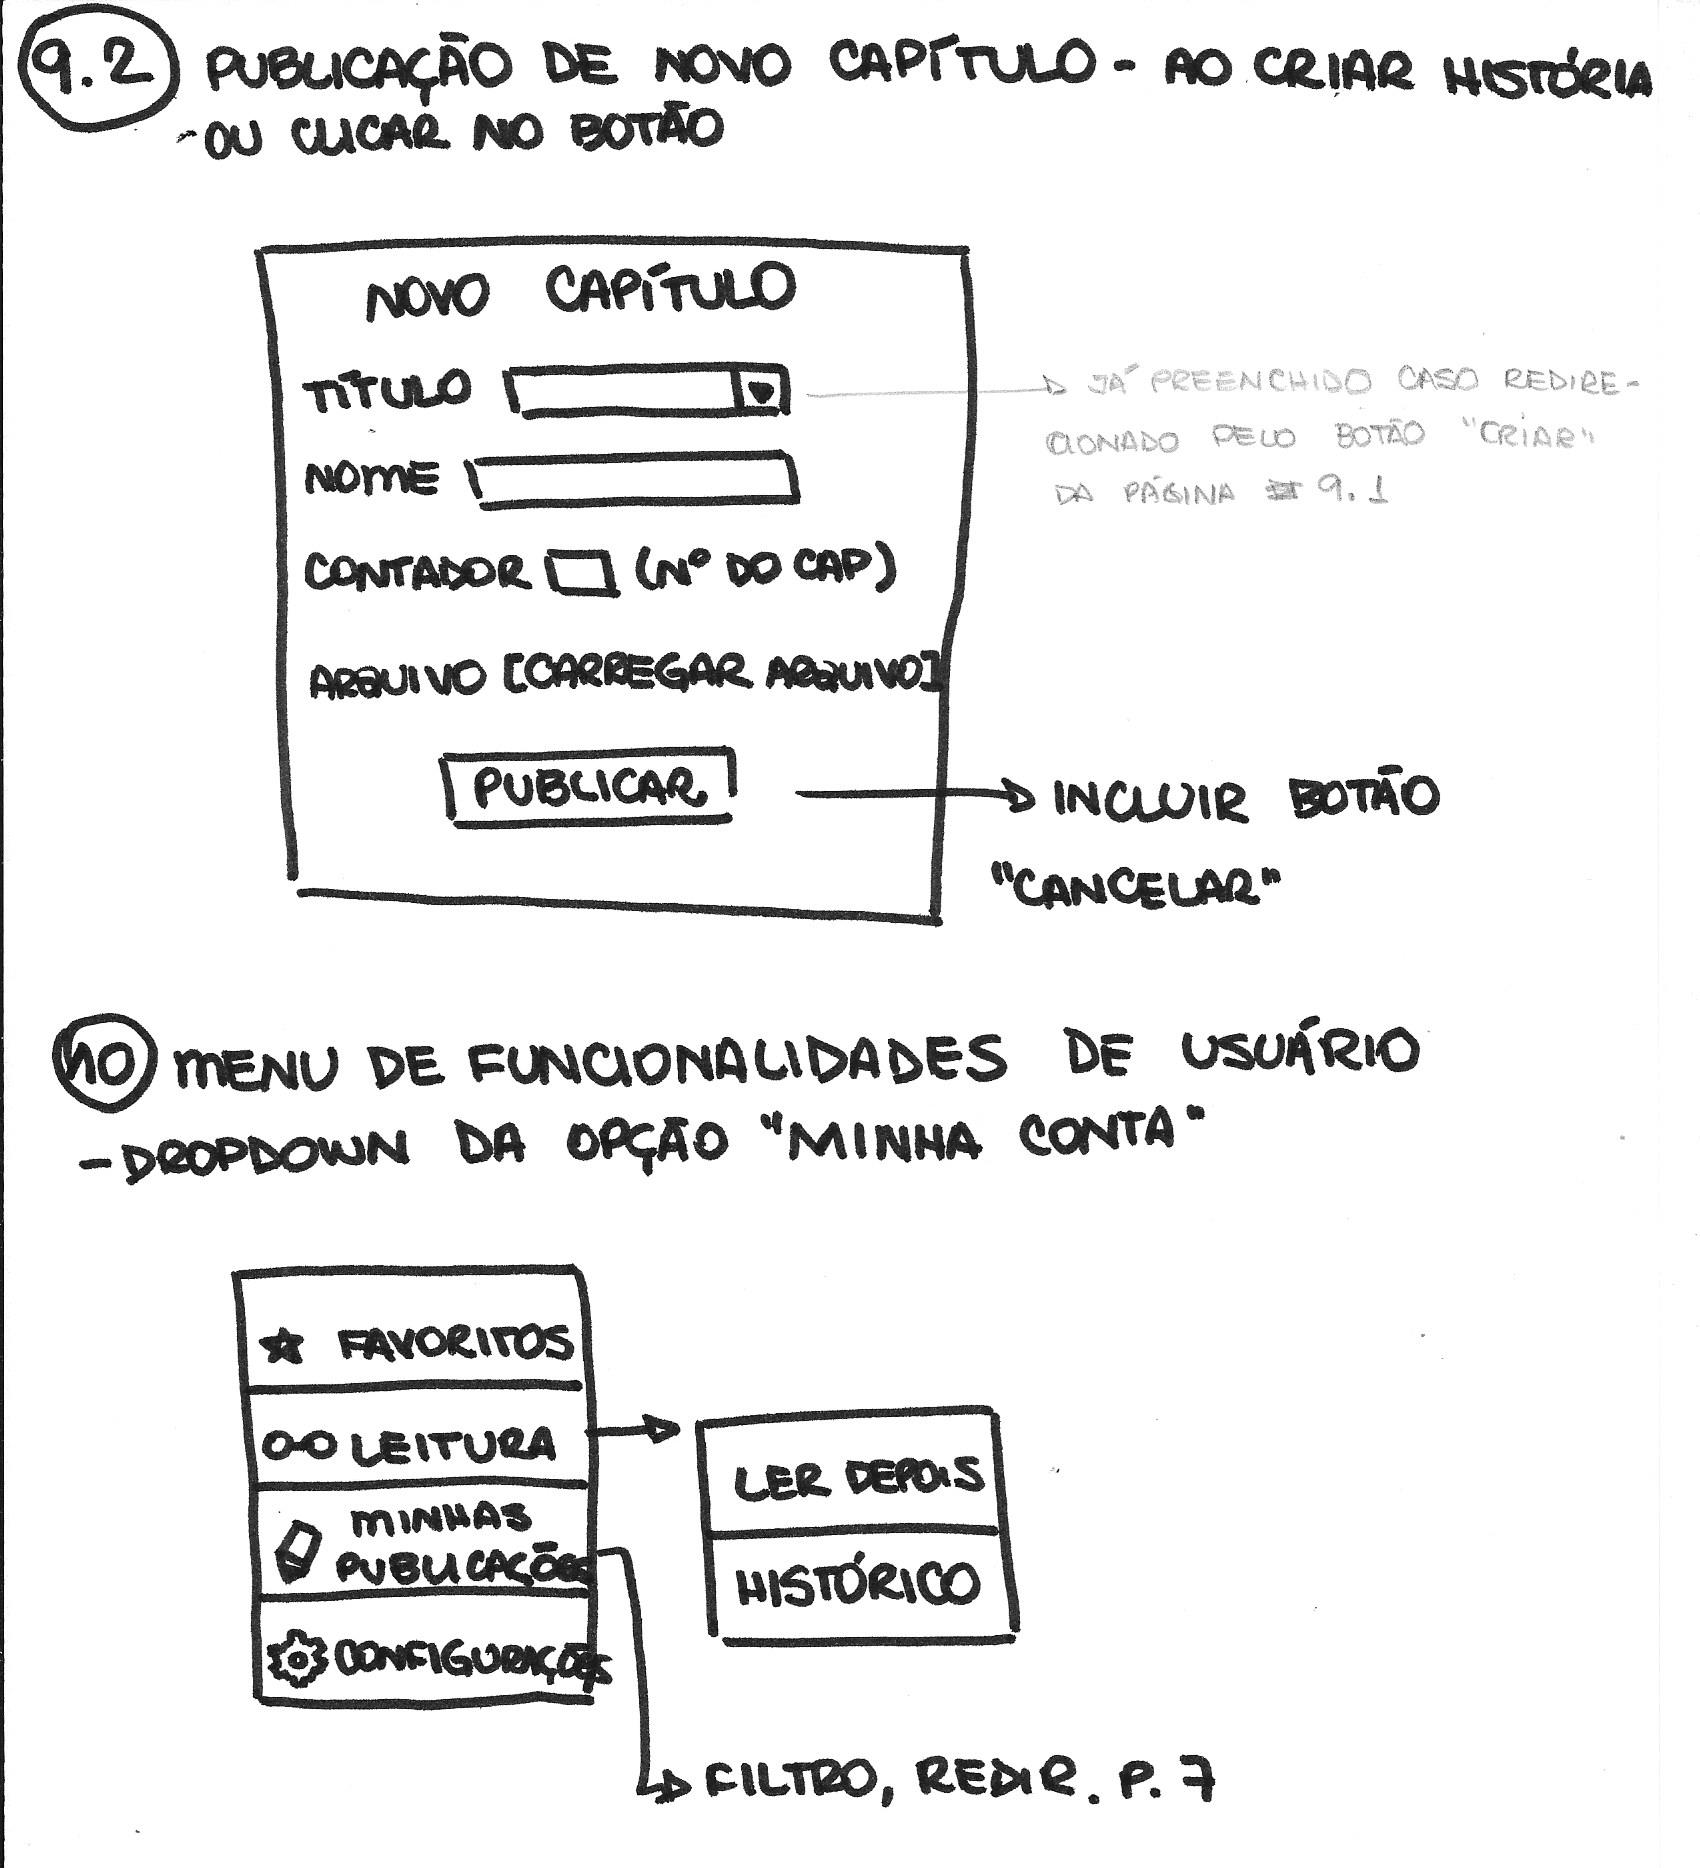 9.2 PUBLICAÇÃO DE NOVO CAPÍTULO - AO CRIAR HISTÓRIA
- OU CLICAR NO BOTÃO
NOVO CAPÍTULO
TÍTULO
JÁ PREENCHIDO CASO REDIRE-
CIONADO PELO BOTÃO "CRIAR"
DA PÁGINA 9.1
NOME
CONTADOR (Nº DO CAP)
ARQUIVO [CARREGAR ARQUIVO]
PUBLICAR
INCLUIR BOTÃO
"CANCELAR"
10 MENU DE FUNCIONALIDADES DE USUÁRIO
- DROPDOWN DA OPÇÃO "MINHA CONTA"
FAVORITOS
LEITURA
LER DEPOIS
MINHAS
PUBLICAÇÕES
HISTÓRICO
CONFIGURAÇÕES
FILTRO, REDIR. P. 7